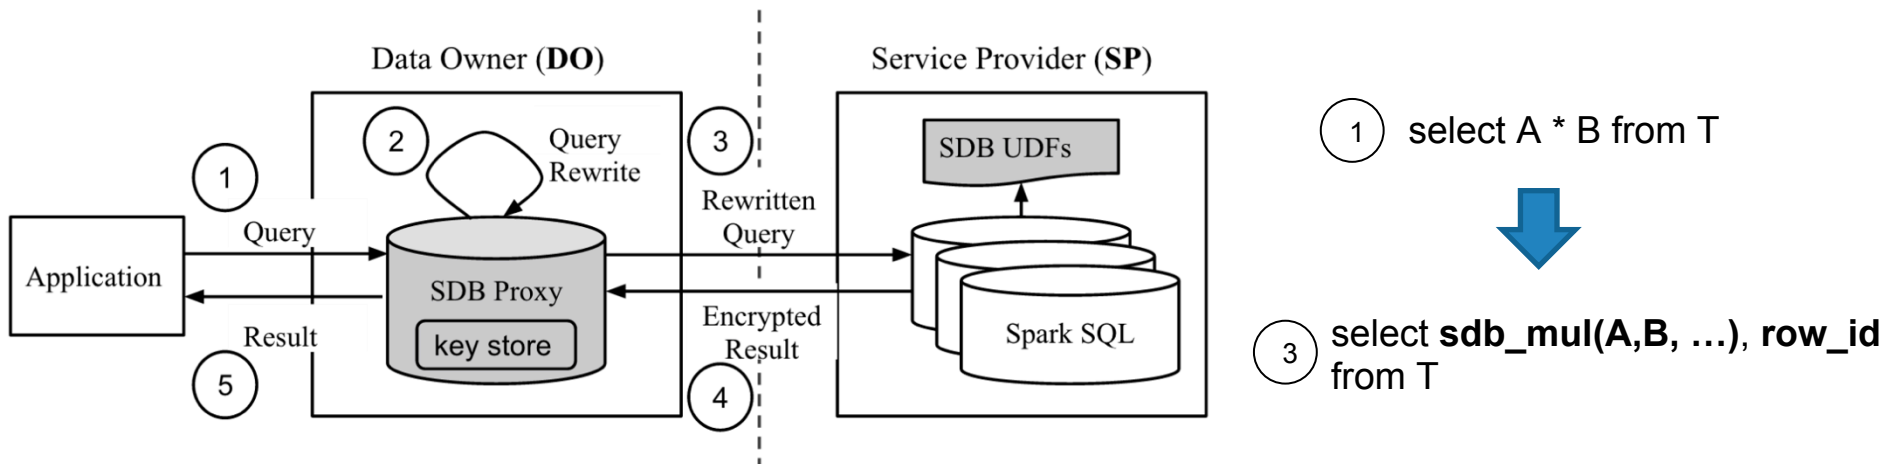 Data Owner (DO)
Service Provider (SP)
1
Query
2
Query
Rewrite
3
Rewritten
Query
SDB UDFs
Application
SDB Proxy
key store
Spark SQL
Result
5
Encrypted
Result
4
1 select A * B from T
3 select sdb_mul(A,B, …), row_id
from T